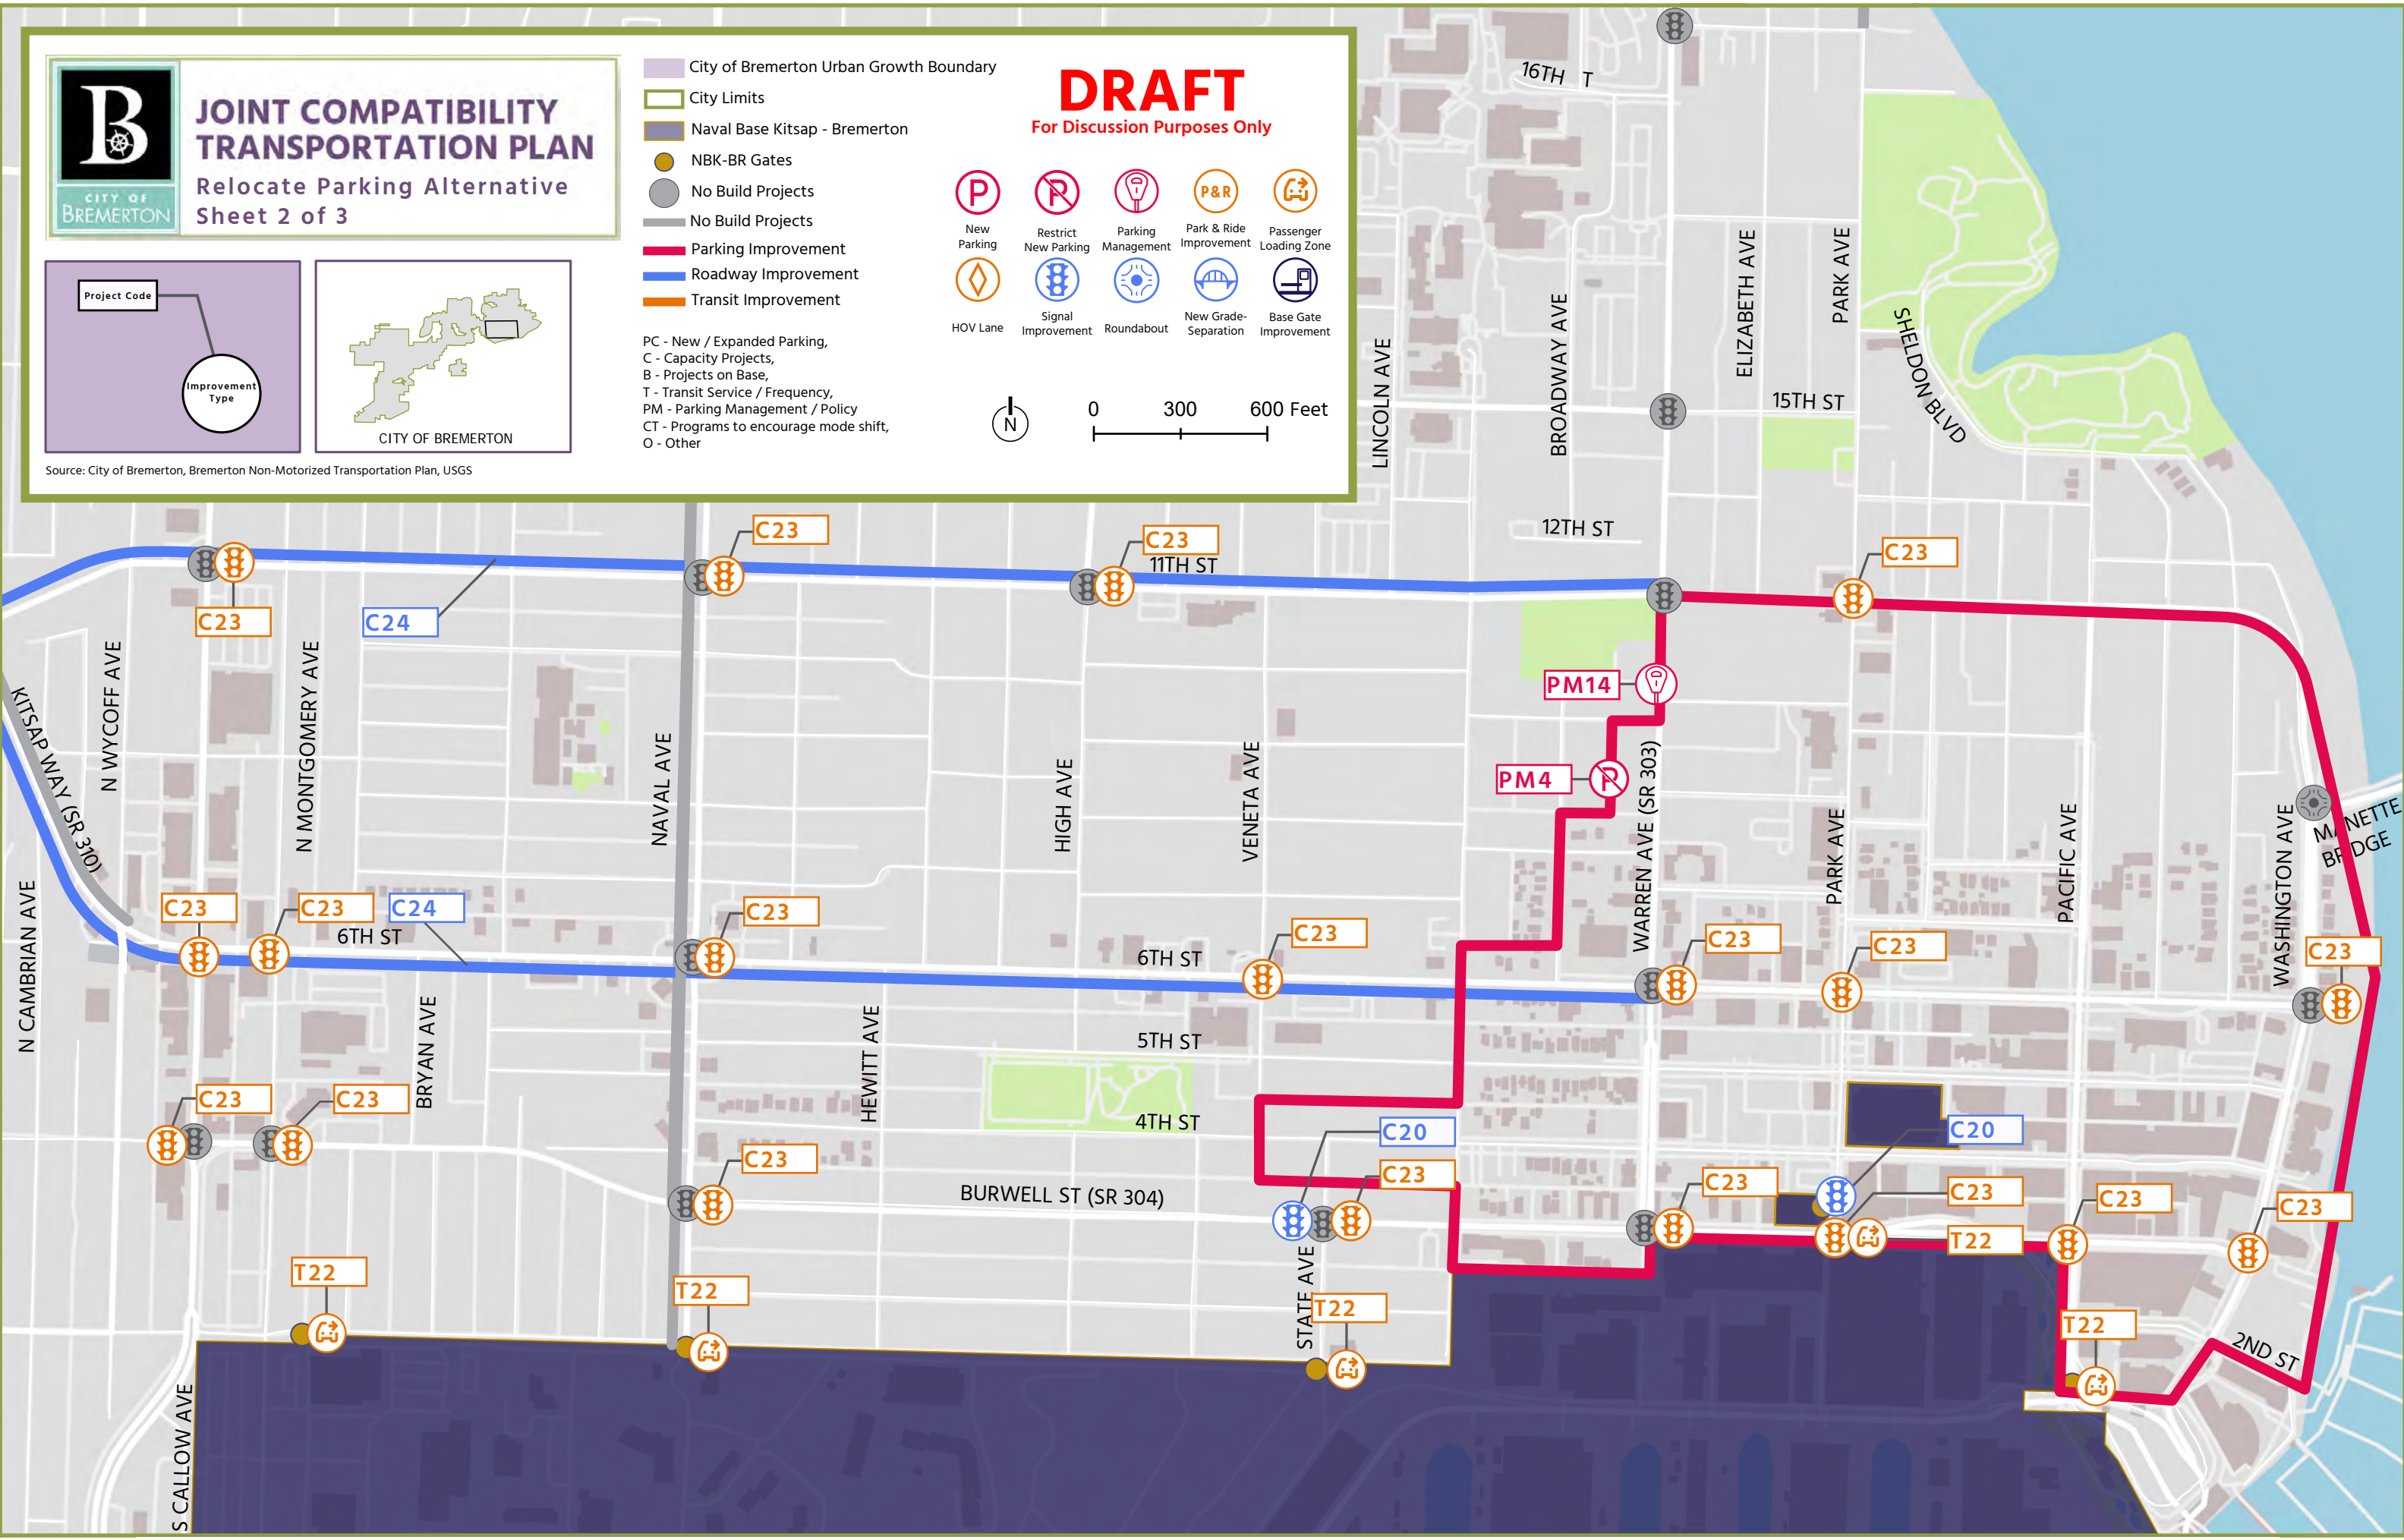 B
CITY OF
BREMERTON
JOINT COMPATIBILITY
TRANSPORTATION PLAN
Relocate Parking Alternative
Sheet 2 of 3
Project Code
Improvement
Type
CITY OF BREMERTON
Source: City of Bremerton, Bremerton Non-Motorized Transportation Plan, USGS
City of Bremerton Urban Growth Boundary
City Limits
Naval Base Kitsap - Bremerton
NBK-BR Gates
No Build Projects
No Build Projects
Parking Improvement
Roadway Improvement
Transit Improvement
PC - New / Expanded Parking,
C - Capacity Projects,
B - Projects on Base,
T - Transit Service / Frequency,
PM - Parking Management / Policy
CT - Programs to encourage mode shift,
O - Other
DRAFT
For Discussion Purposes Only
P
P
P&R
New
Parking
Restrict
New Parking
Parking
Management
Park & Ride
Improvement
Passenger
Loading Zone
HOV Lane
Signal
Improvement
Roundabout
New Grade-
Separation
Base Gate
Improvement
N
0 300 600 Feet
16TH T
LINCOLN AVE
BROADWAY AVE
ELIZABETH AVE
PARK AVE
SHELDON BLVD
15TH ST
12TH ST
C23
C23
11TH ST
C23
C23
C24
N WYCOFF AVE
N MONTGOMERY AVE
KITSAP WAY (SR 310)
NAVAL AVE
HIGH AVE
VENETA AVE
PM14
PM4
P
WARREN AVE (SR 303)
PARK AVE
PACIFIC AVE
WASHINGTON AVE
MANETTE
BRIDGE
N CAMBRIAN AVE
C23
C23
C24
6TH ST
C23
6TH ST
C23
C23
C23
C23
BRYAN AVE
HEWITT AVE
5TH ST
4TH ST
C23
C23
C23
BURWELL ST (SR 304)
C20
C23
C20
C23
C23
T22
C23
C23
STATE AVE
T22
T22
T22
T22
2ND ST
S CALLOW AVE